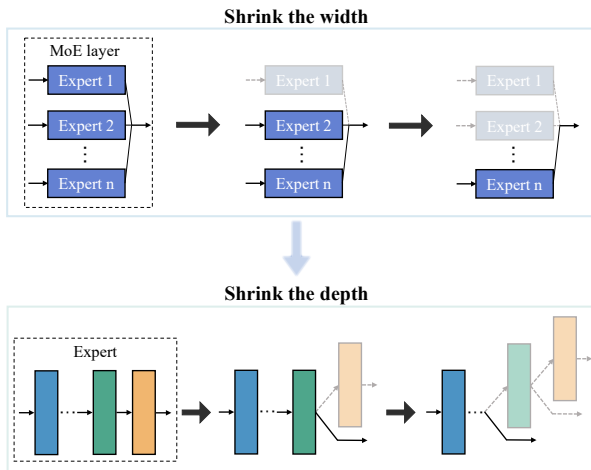 Shrink the width
MoE layer
Expert 1
Expert 2
Expert n
Expert 1
Expert 2
Expert n
Expert 1
Expert 2
Expert n
Shrink the depth
Expert